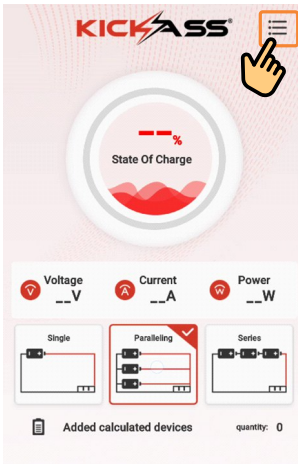 KICKASS®
--%
State Of Charge
Voltage
__V
Current
__A
Power
__W
Single
Paralleling
Series
Added calculated devices quantity: 0